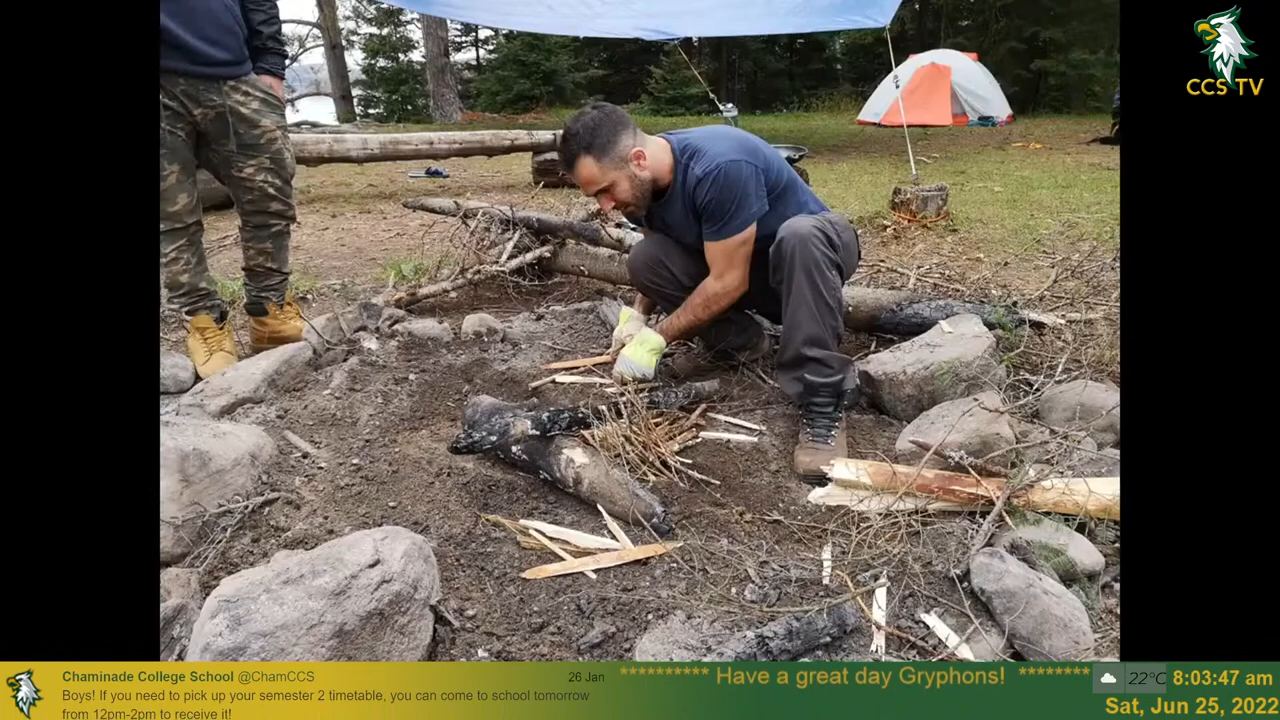 CCS TV
Chaminade College School @ChamCCS
26 Jan
Boys! If you need to pick up your semester 2 timetable, you can come to school tomorrow
from 12pm-2pm to receive it!
********** Have a great day Gryphons! ********
22°C
8:03:47 am
Sat, Jun 25, 2022